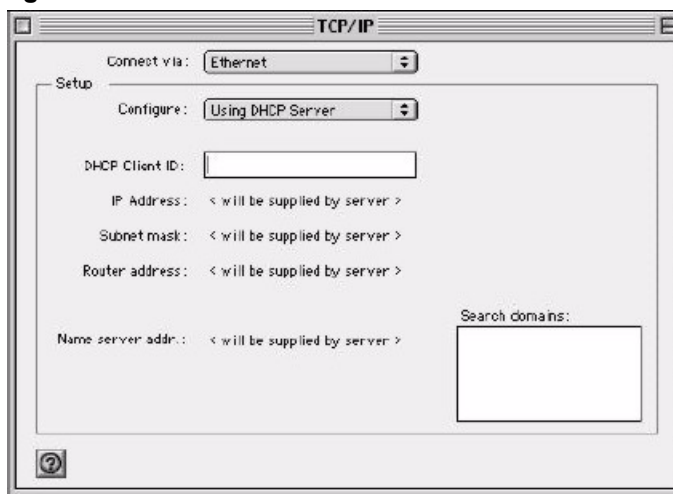 TCP/IP
Connect via: Ethernet
Setup
Configure: Using DHCP Server
DHCP Client ID:
IP Address: < will be supplied by server >
Subnet mask: < will be supplied by server >
Router address: < will be supplied by server >
Search domains:
Name server addr.: < will be supplied by server >
?